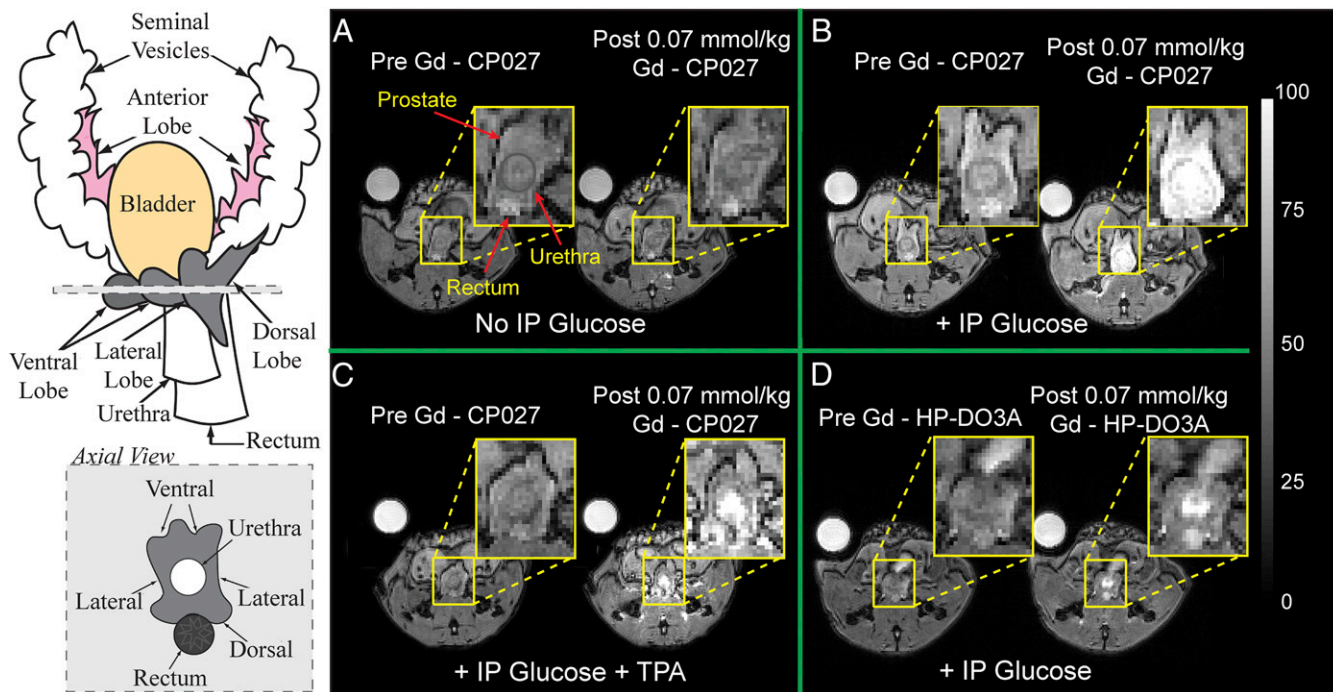 Seminal
Vesicles
Anterior
Lobe
Bladder
Ventral
Lobe
Lateral
Lobe
Urethra
Dorsal
Lobe
Rectum
Axial View
Ventral
Urethra
Lateral
Lateral
Dorsal
Rectum
A
Pre Gd - CP027
Post 0.07 mmol/kg
Gd - CP027
Prostate
Urethra
Rectum
No IP Glucose
B
Pre Gd - CP027
Post 0.07 mmol/kg
Gd - CP027
+ IP Glucose
C
Pre Gd - CP027
Post 0.07 mmol/kg
Gd - CP027
+ IP Glucose + TPA
D
Pre Gd - HP-DO3A
Post 0.07 mmol/kg
Gd - HP-DO3A
+ IP Glucose
100
75
50
25
0